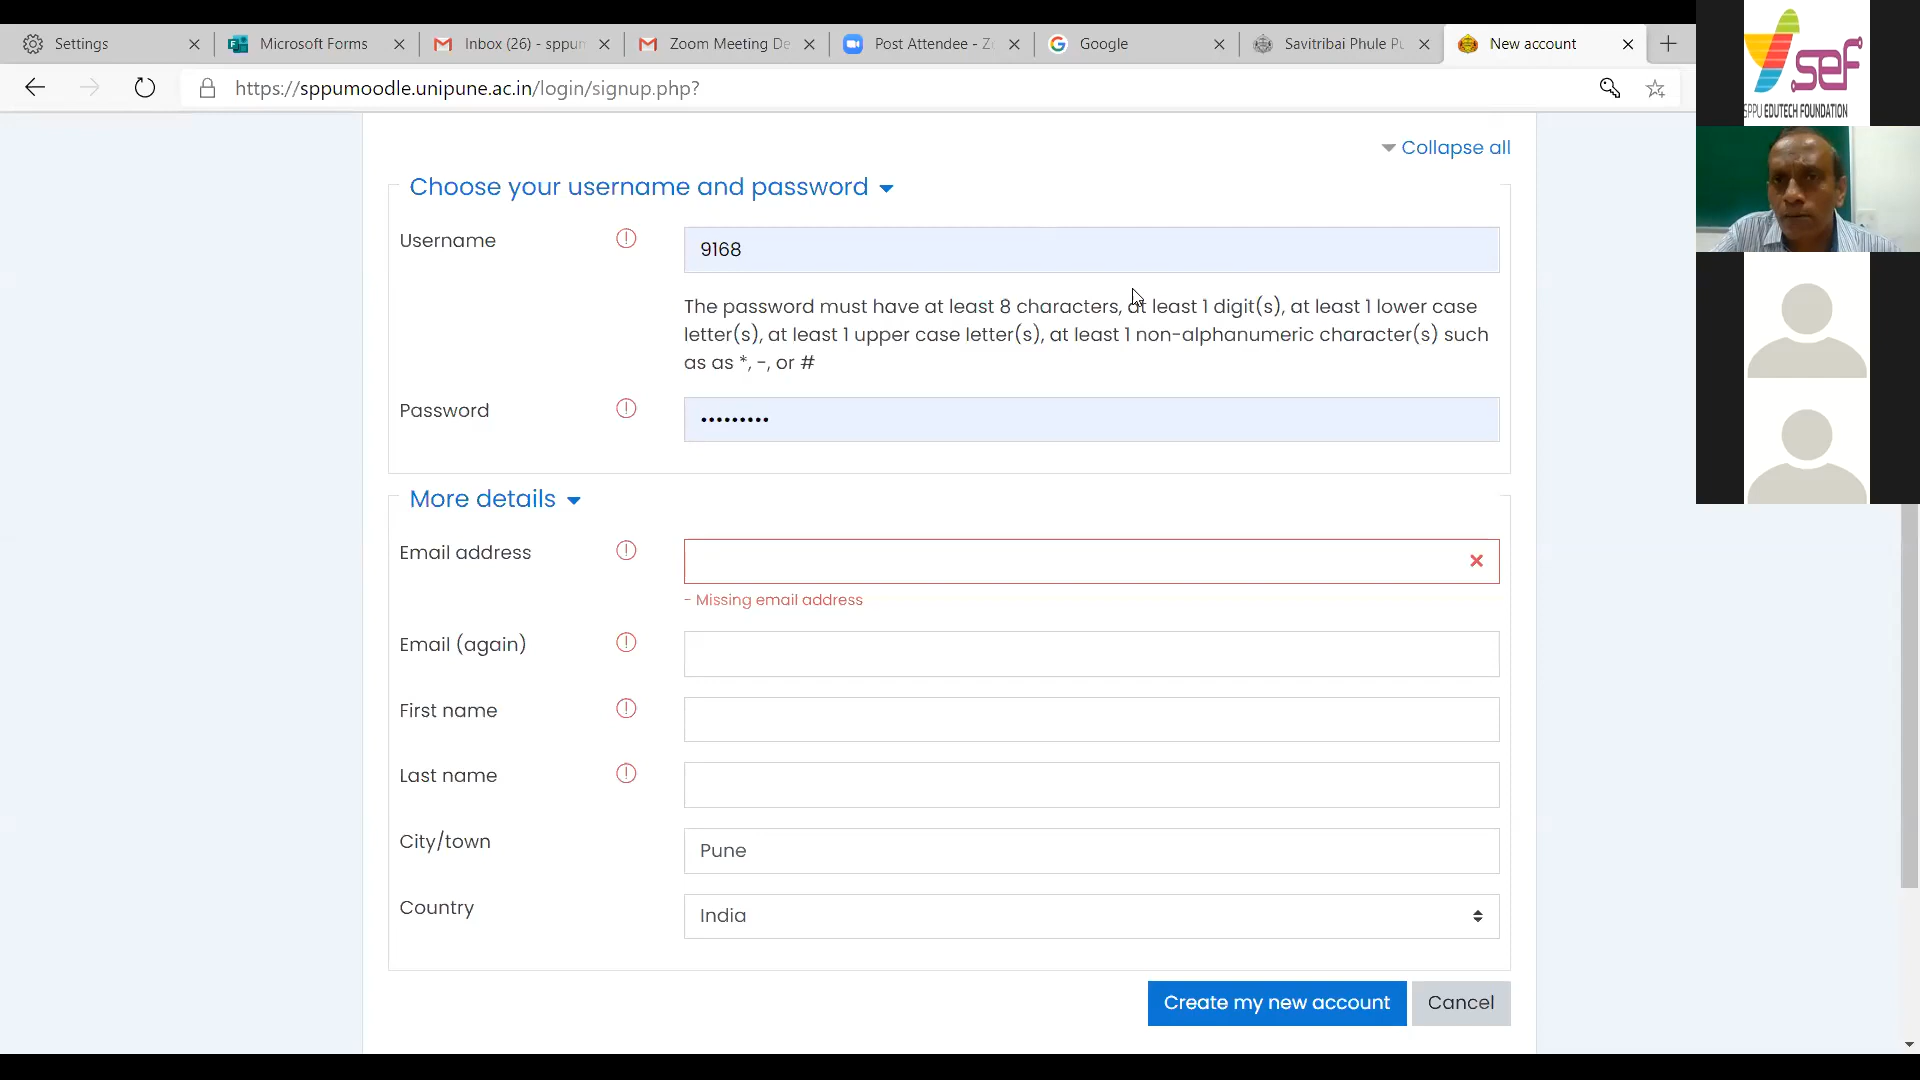 Settings
Microsoft Forms
Inbox (26) - sppun
Zoom Meeting De
Post Attendee - Z
Google
Savitribai Phule Pu
New account
https://sppumoodle.unipune.ac.in/login/signup.php?
sef
SPPU EDUTECH FOUNDATION
Collapse all
Choose your username and password
Username
9168
The password must have at least 8 characters, at least 1 digit(s), at least 1 lower case
letter(s), at least 1 upper case letter(s), at least 1 non-alphanumeric character(s) such
as as *, -, or #
Password
•••••••••
More details
Email address
- Missing email address
Email (again)
First name
Last name
City/town
Pune
Country
India
Create my new account
Cancel